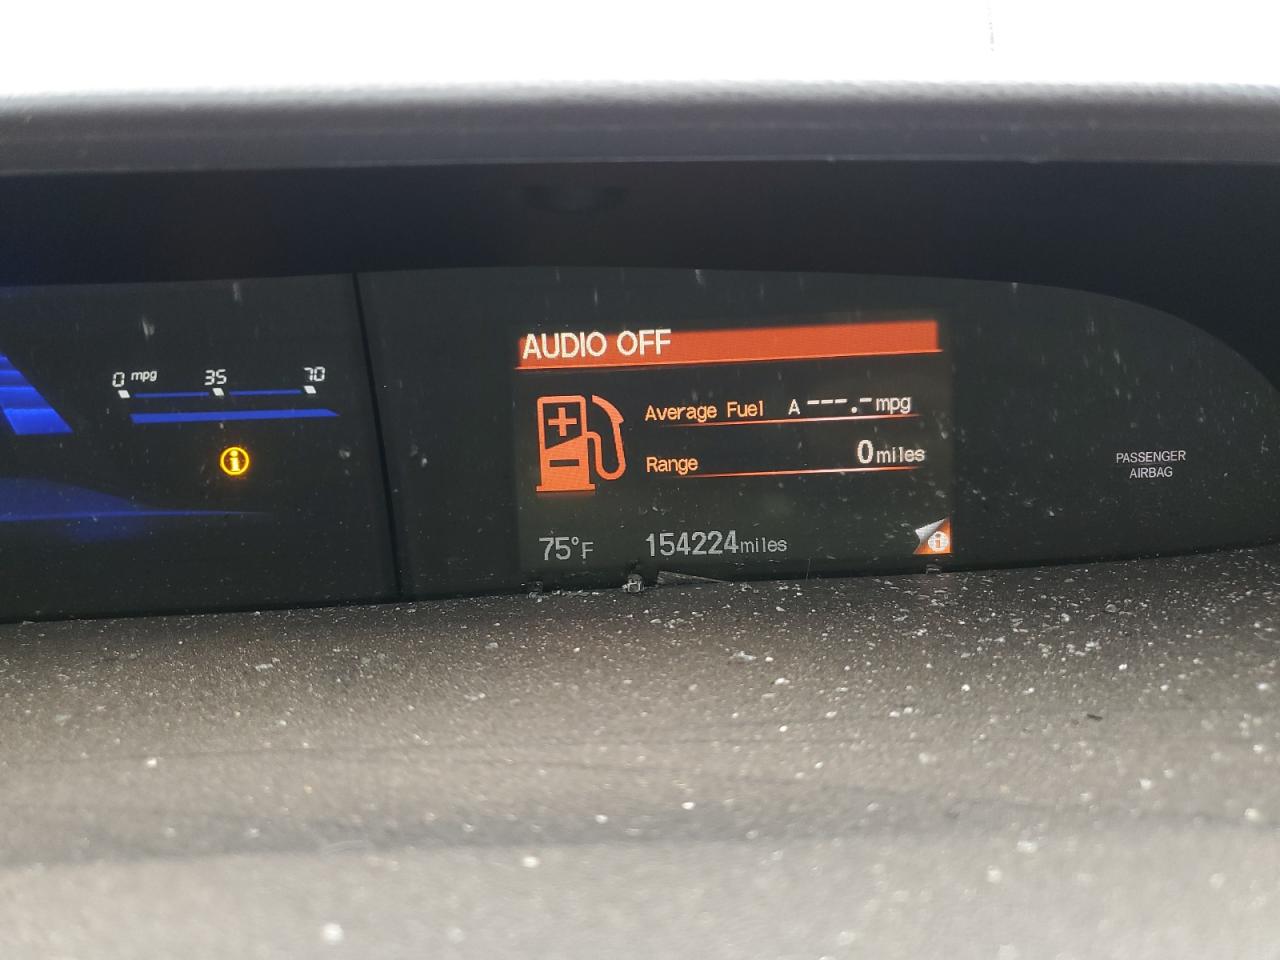 AUDIO OFF
0 mpg 35 70
Average Fuel A ---.- mpg
Range 0 miles
75°F 154224 miles
PASSENGER
AIRBAG